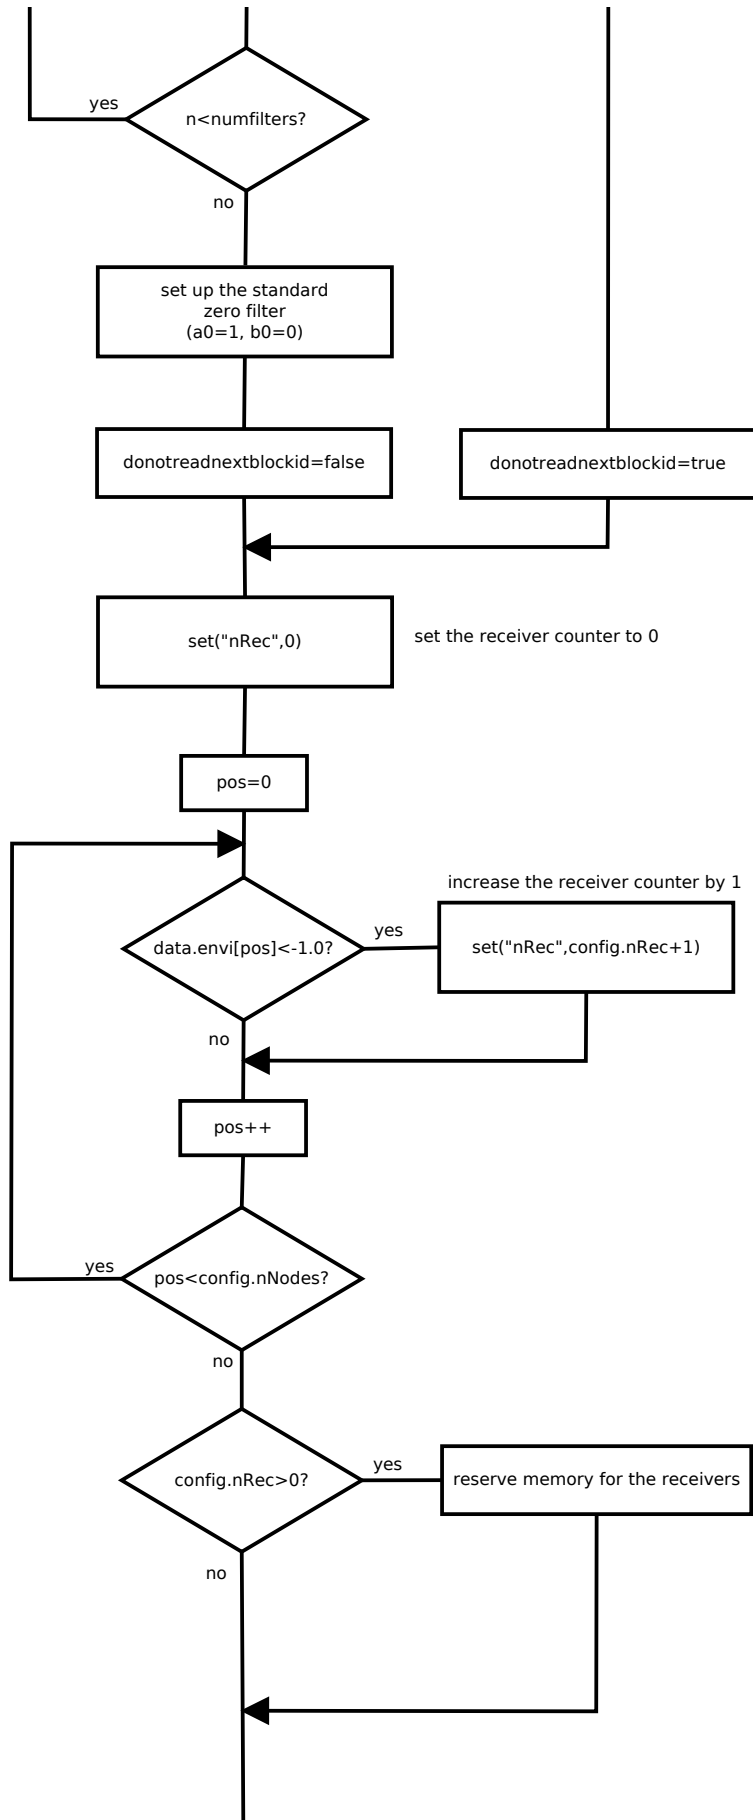 yes
n<numfilters?
no
set up the standard
zero filter
(a0=1, b0=0)
donotreadnextblockid=false
donotreadnextblockid=true
set("nRec",0)
set the receiver counter to 0
pos=0
increase the receiver counter by 1
data.envi[pos]<-1.0?
yes
set("nRec",config.nRec+1)
no
pos++
yes
pos<config.nNodes?
no
config.nRec>0?
yes
reserve memory for the receivers
no